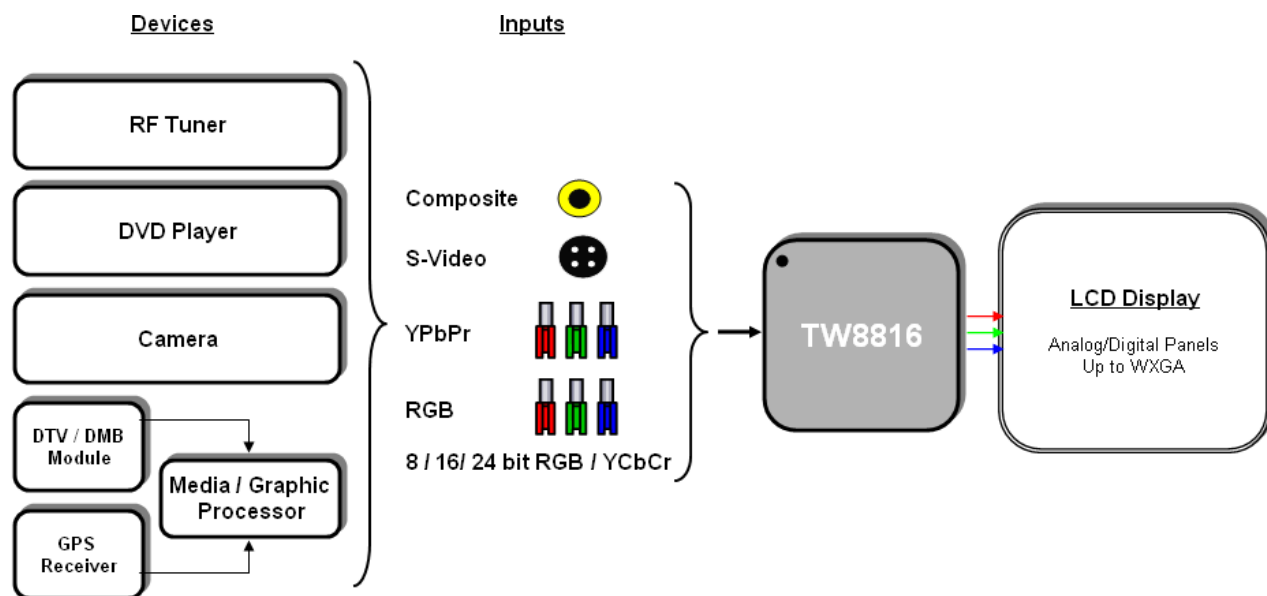 Devices
Inputs
RF Tuner
DVD Player
Camera
DTV / DMB
Module
Media / Graphic
Processor
GPS
Receiver
Composite
S-Video
YPbPr
RGB
8 / 16/ 24 bit RGB / YCbCr
TW8816
LCD Display
Analog/Digital Panels
Up to WXGA